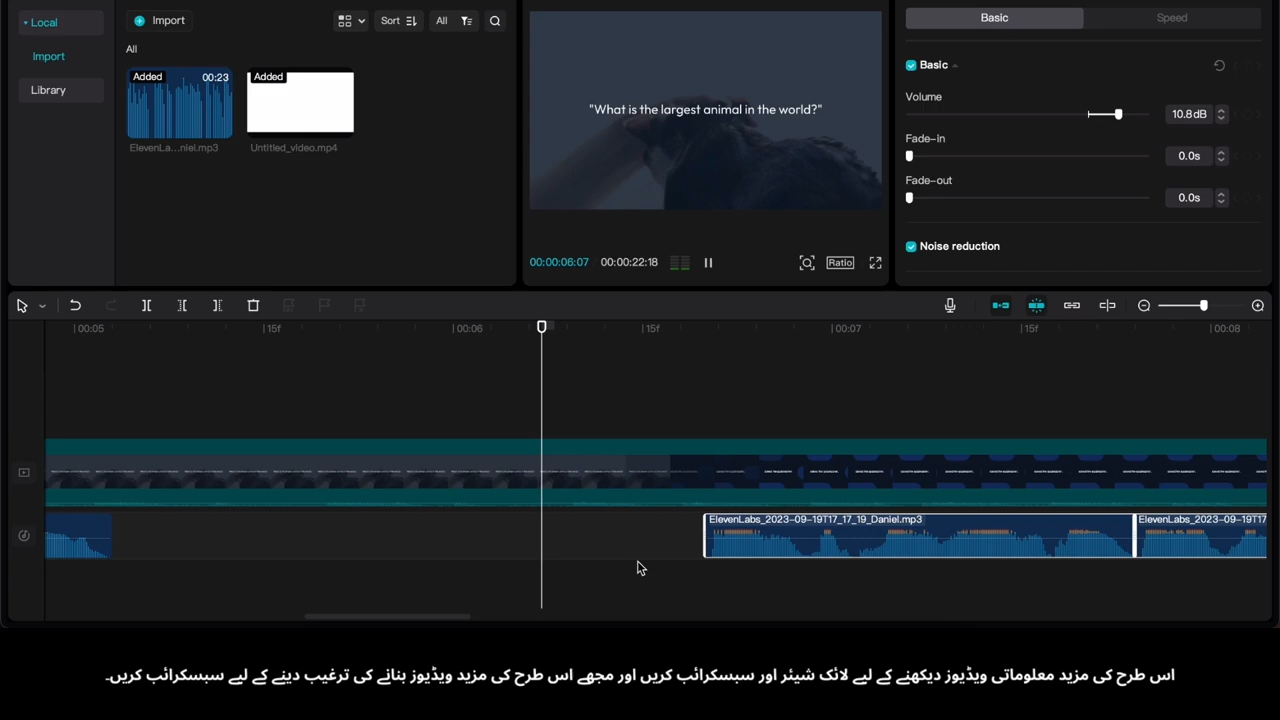 Local
Import
Library
Import
Sort
All
All
Added
00:23
ElevenLa...niel.mp3
Added
Untitled_video.mp4
"What is the largest animal in the world?"
00:00:06:07 00:00:22:18
Ratio
Basic
Speed
Basic
Volume
10.8dB
Fade-in
0.0s
Fade-out
0.0s
Noise reduction
00:05 15f 00:06 15f 00:07 15f 00:08
ElevenLabs_2023-09-19T17_17_19_Daniel.mp3
ElevenLabs_2023-09-19T17
اس طرح کی مزید معلوماتی ویڈیوز دیکھنے کے لیے لائک شیئر اور سبسکرائب کریں اور مجھے اس طرح کی مزید ویڈیوز بنانے کی ترغیب دینے کے لیے سبسکرائب کریں۔